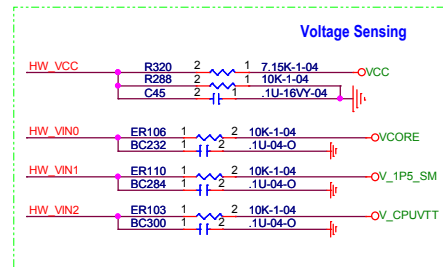 Voltage Sensing
HW_VCC R320 2 1 7.15K-1-04 VCC
R288 2 1 10K-1-04
C45 2 1 .1U-16VY-04
HW_VIN0 ER106 1 2 10K-1-04 VCORE
BC232 1 2 .1U-04-O
HW_VIN1 ER110 1 2 10K-1-04 V_1P5_SM
BC284 1 2 .1U-04-O
HW_VIN2 ER103 1 2 10K-1-04 V_CPUVTT
BC300 1 2 .1U-04-O